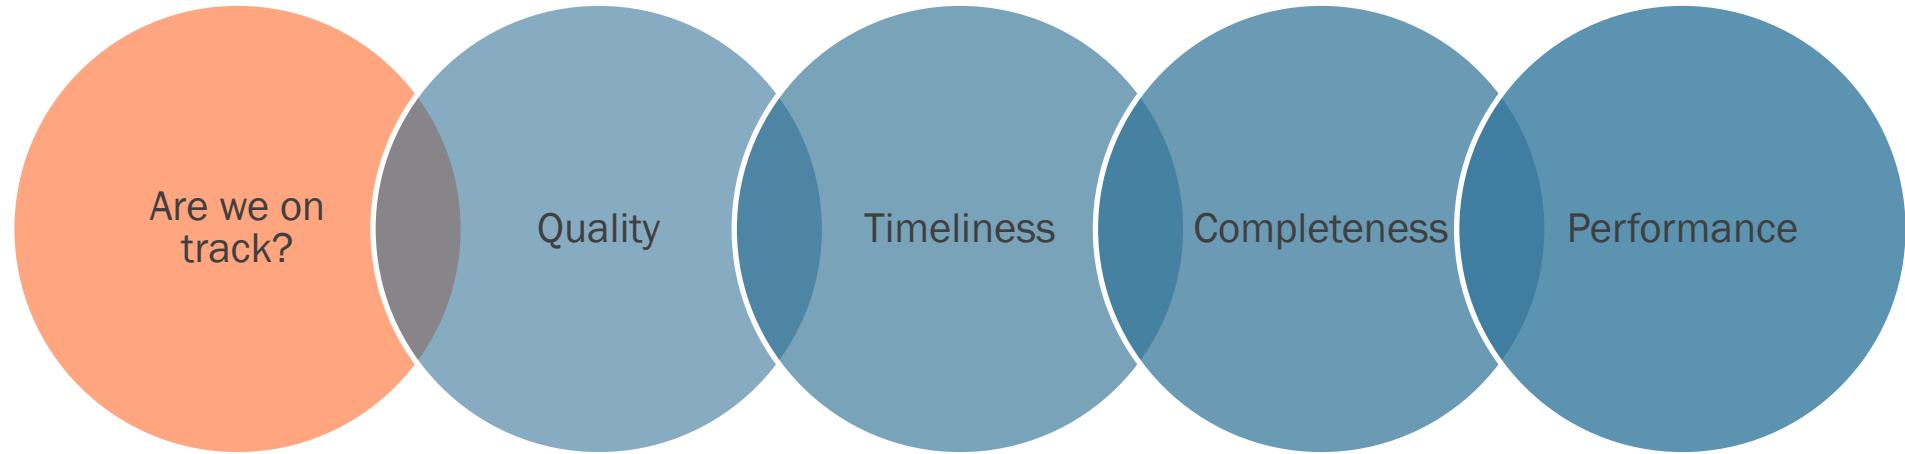 Are we on
track?
Quality
Timeliness
Completeness
Performance